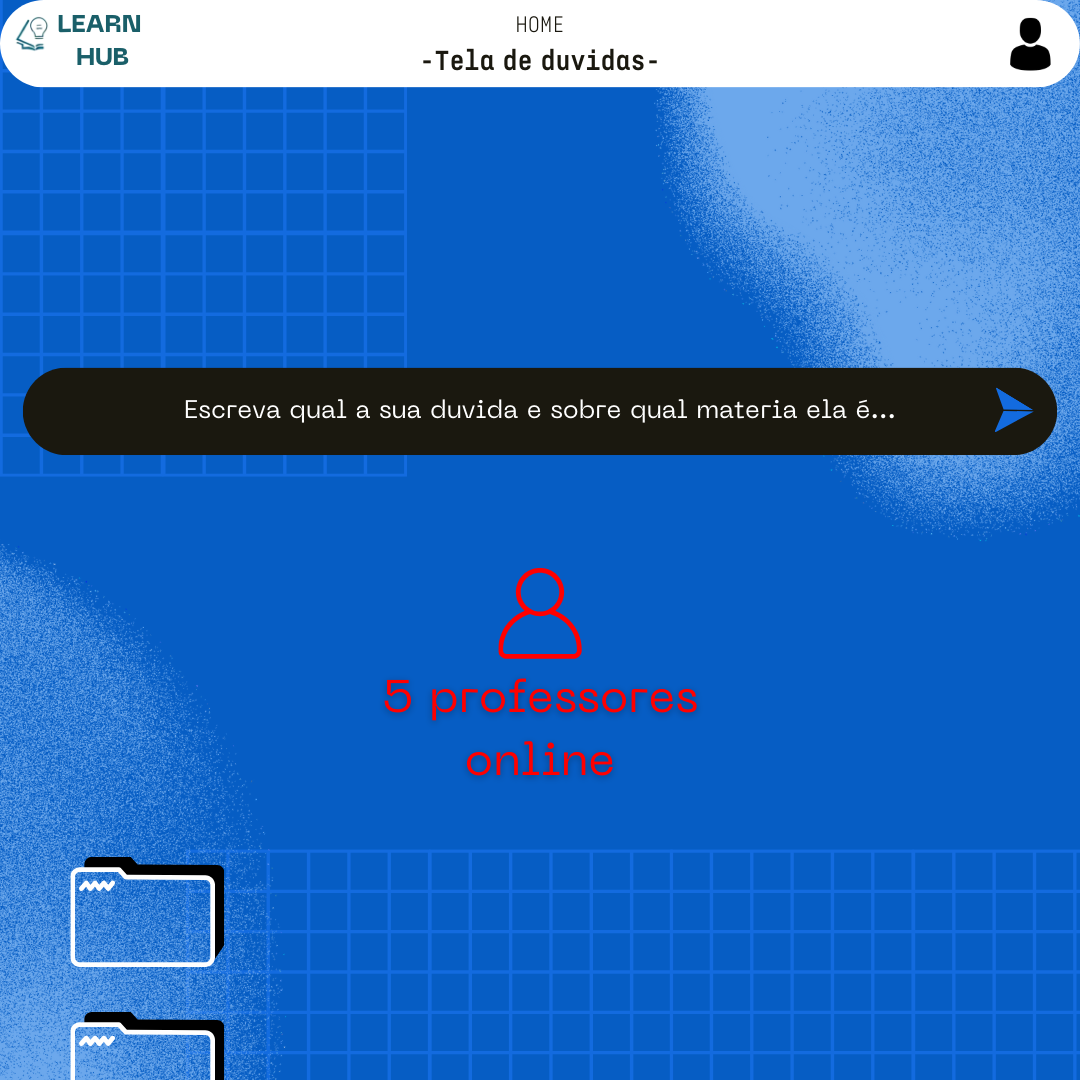 LEARN
HUB
HOME
-Tela de duvidas-
Escreva qual a sua duvida e sobre qual materia ela é...
5 professores
online